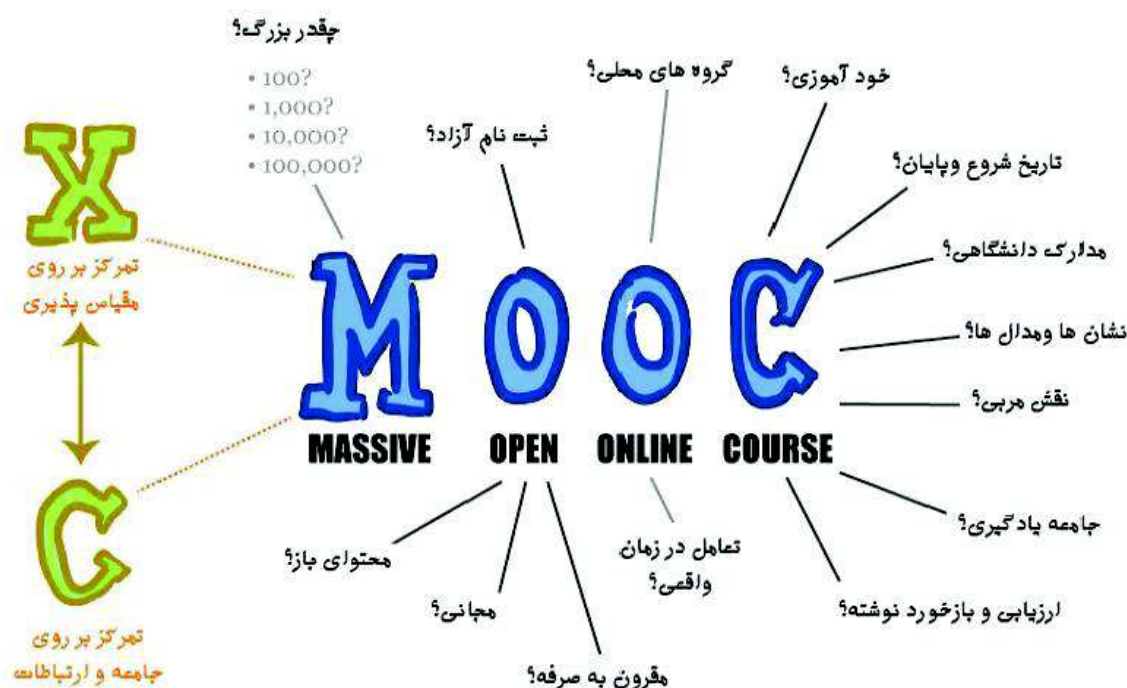 چقدر بزرگ؟
• 100?
• 1,000?
• 10,000?
• 100,000?
ثبت نام آزاد؟
گروه های محلی؟
خود آموزی؟
تاریخ شروع وپایان؟
مدارک دانشگاهی؟
نشان ها ومدال ها؟
نقش مربی؟
X
تمرکز بر روی
مقیاس پذیری
MOOC
MASSIVE OPEN ONLINE COURSE
C
تمرکز بر روی
جامعه و ارتباطات
محتوای باز؟
مجانی؟
مقرون به صرفه؟
تعامل در زمان
واقعی؟
جامعه یادگیری؟
ارزیابی و بازخورد نوشته؟